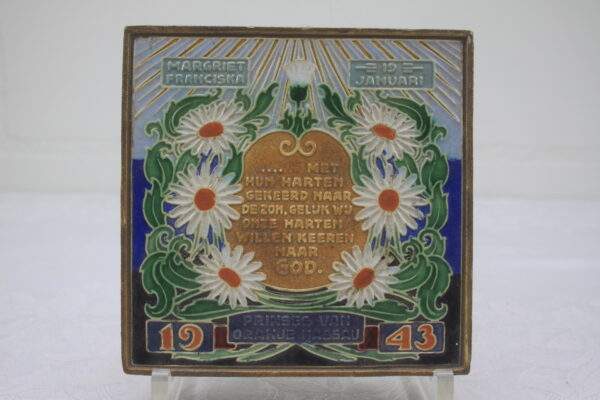 MARGRIET
FRANCISKA
19
JANUARI
.... MET
HUN HARTEN
GEKEERD NAAR
DE ZON, GELIJK WIJ
ONZE HARTEN
WILLEN KEEREN
NAAR
GOD.
PRINSES VAN
ORANJE NASSAU
19 43